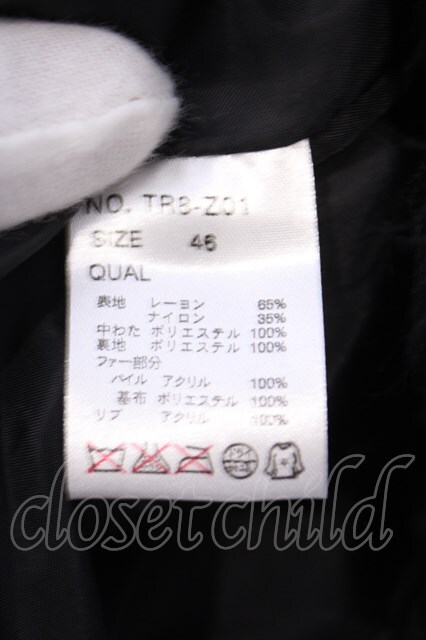 NO. TR8-Z01
SIZE 46
QUAL
表地 レーヨン 65%
ナイロン 35%
中わた ポリエステル 100%
裏地 ポリエステル 100%
ファー部分
パイル アクリル 100%
基布 ポリエステル 100%
リブ アクリル 100%
closetchild